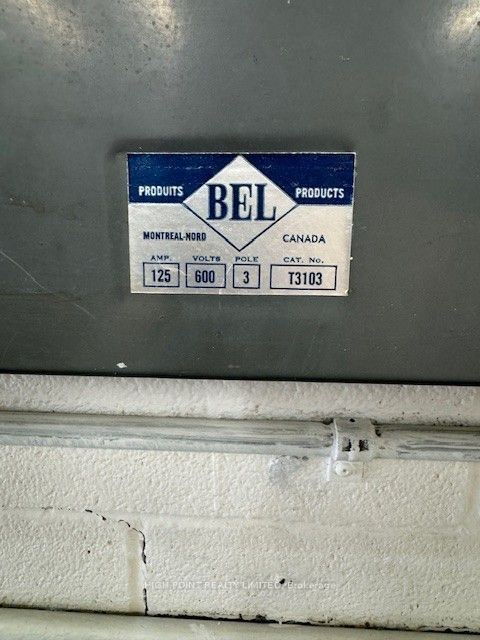 PRODUITS BEL PRODUCTS
MONTREAL-NORD CANADA
AMP. VOLTS POLE CAT. No.
125 600 3 T3103
HIGH POINT REALTY LIMITED, Brokerage